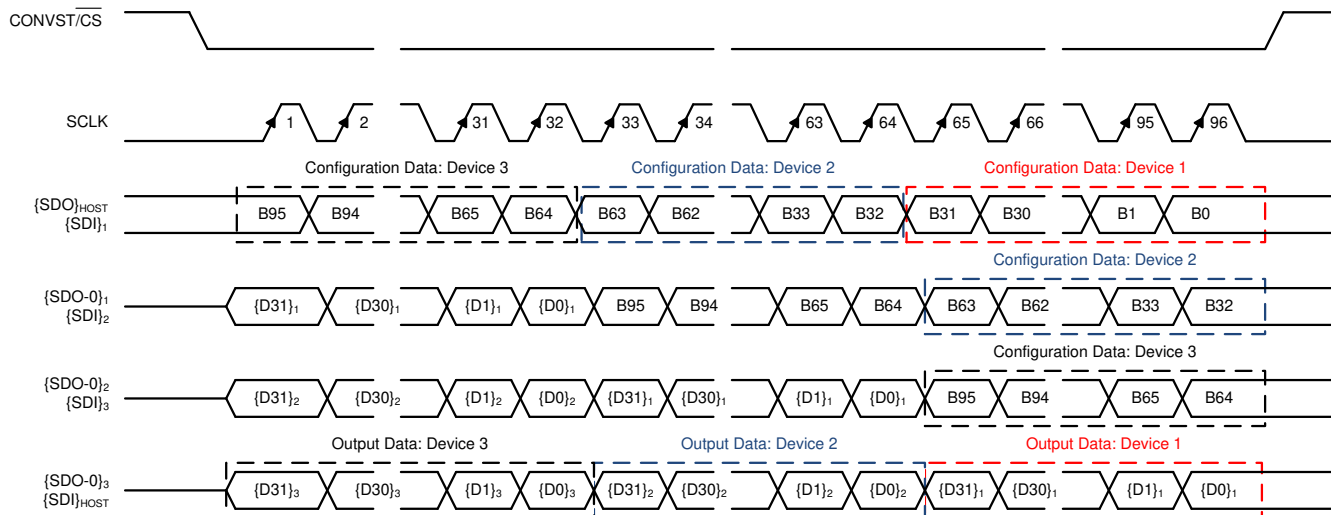 CONVST/CS
SCLK 1 2 31 32 33 34 63 64 65 66 95 96
Configuration Data: Device 3 Configuration Data: Device 2 Configuration Data: Device 1
{SDO}HOST
{SDI}1
B95 B94 B65 B64 B63 B62 B33 B32 B31 B30 B1 B0
Configuration Data: Device 2
{SDO-0}1
{SDI}2
{D31}1 {D30}1 {D1}1 {D0}1 B95 B94 B65 B64 B63 B62 B33 B32
Configuration Data: Device 3
{SDO-0}2
{SDI}3
{D31}2 {D30}2 {D1}2 {D0}2 {D31}1 {D30}1 {D1}1 {D0}1 B95 B94 B65 B64
Output Data: Device 3 Output Data: Device 2 Output Data: Device 1
{SDO-0}3
{SDI}HOST
{D31}3 {D30}3 {D1}3 {D0}3 {D31}2 {D30}2 {D1}2 {D0}2 {D31}1 {D30}1 {D1}1 {D0}1